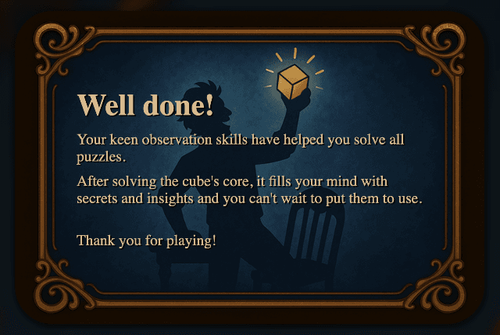 Well done!
Your keen observation skills have helped you solve all
puzzles.
After solving the cube's core, it fills your mind with
secrets and insights and you can't wait to put them to use.
Thank you for playing!